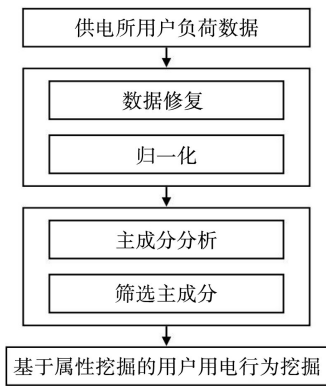 供电所用户负荷数据
数据修复
归一化
主成分分析
筛选主成分
基于属性挖掘的用户用电行为挖掘